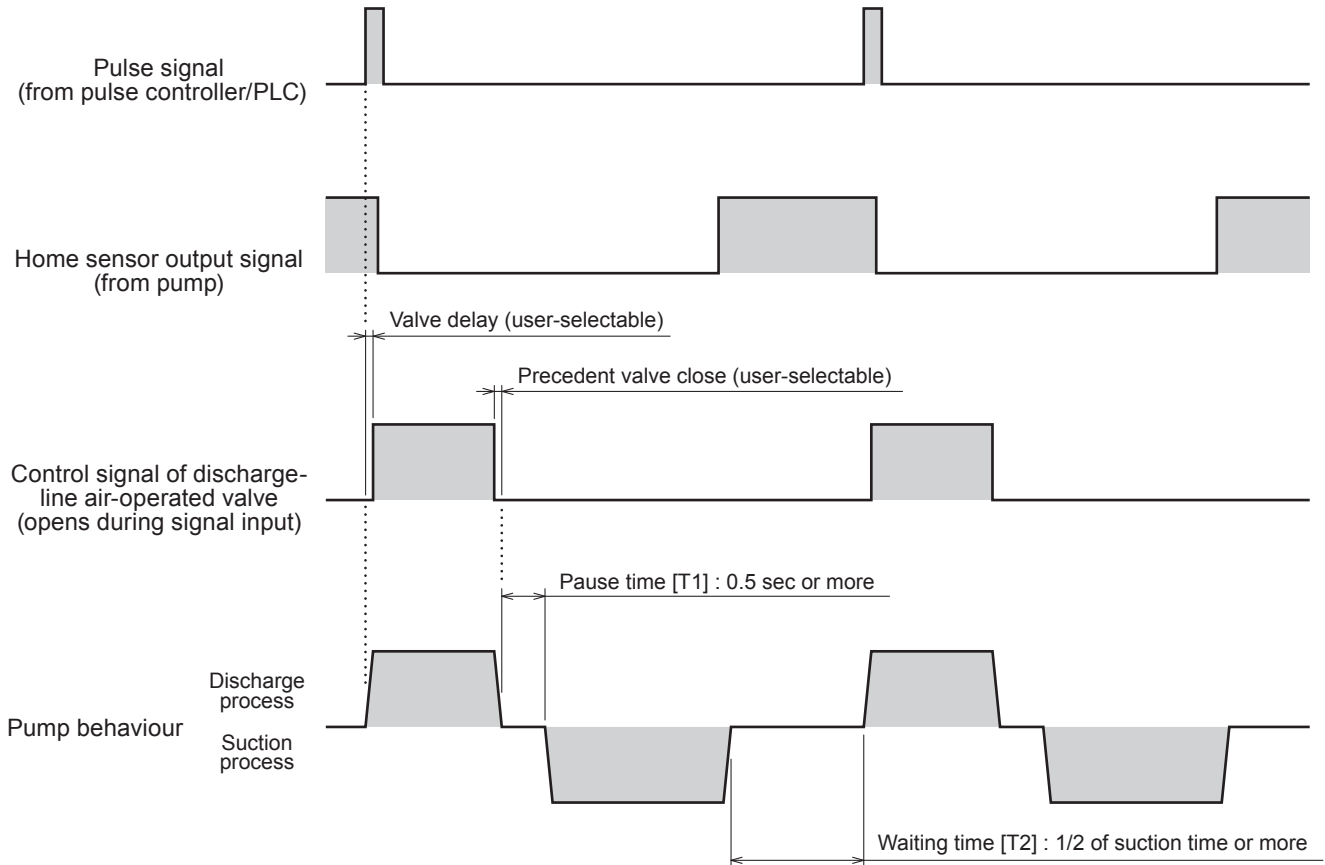 Pulse signal
(from pulse controller/PLC)
Home sensor output signal
(from pump)
Valve delay (user-selectable)
Precedent valve close (user-selectable)
Control signal of discharge-
line air-operated valve
(opens during signal input)
Pause time [T1] : 0.5 sec or more
Discharge
process
Pump behaviour
Suction
process
Waiting time [T2] : 1/2 of suction time or more